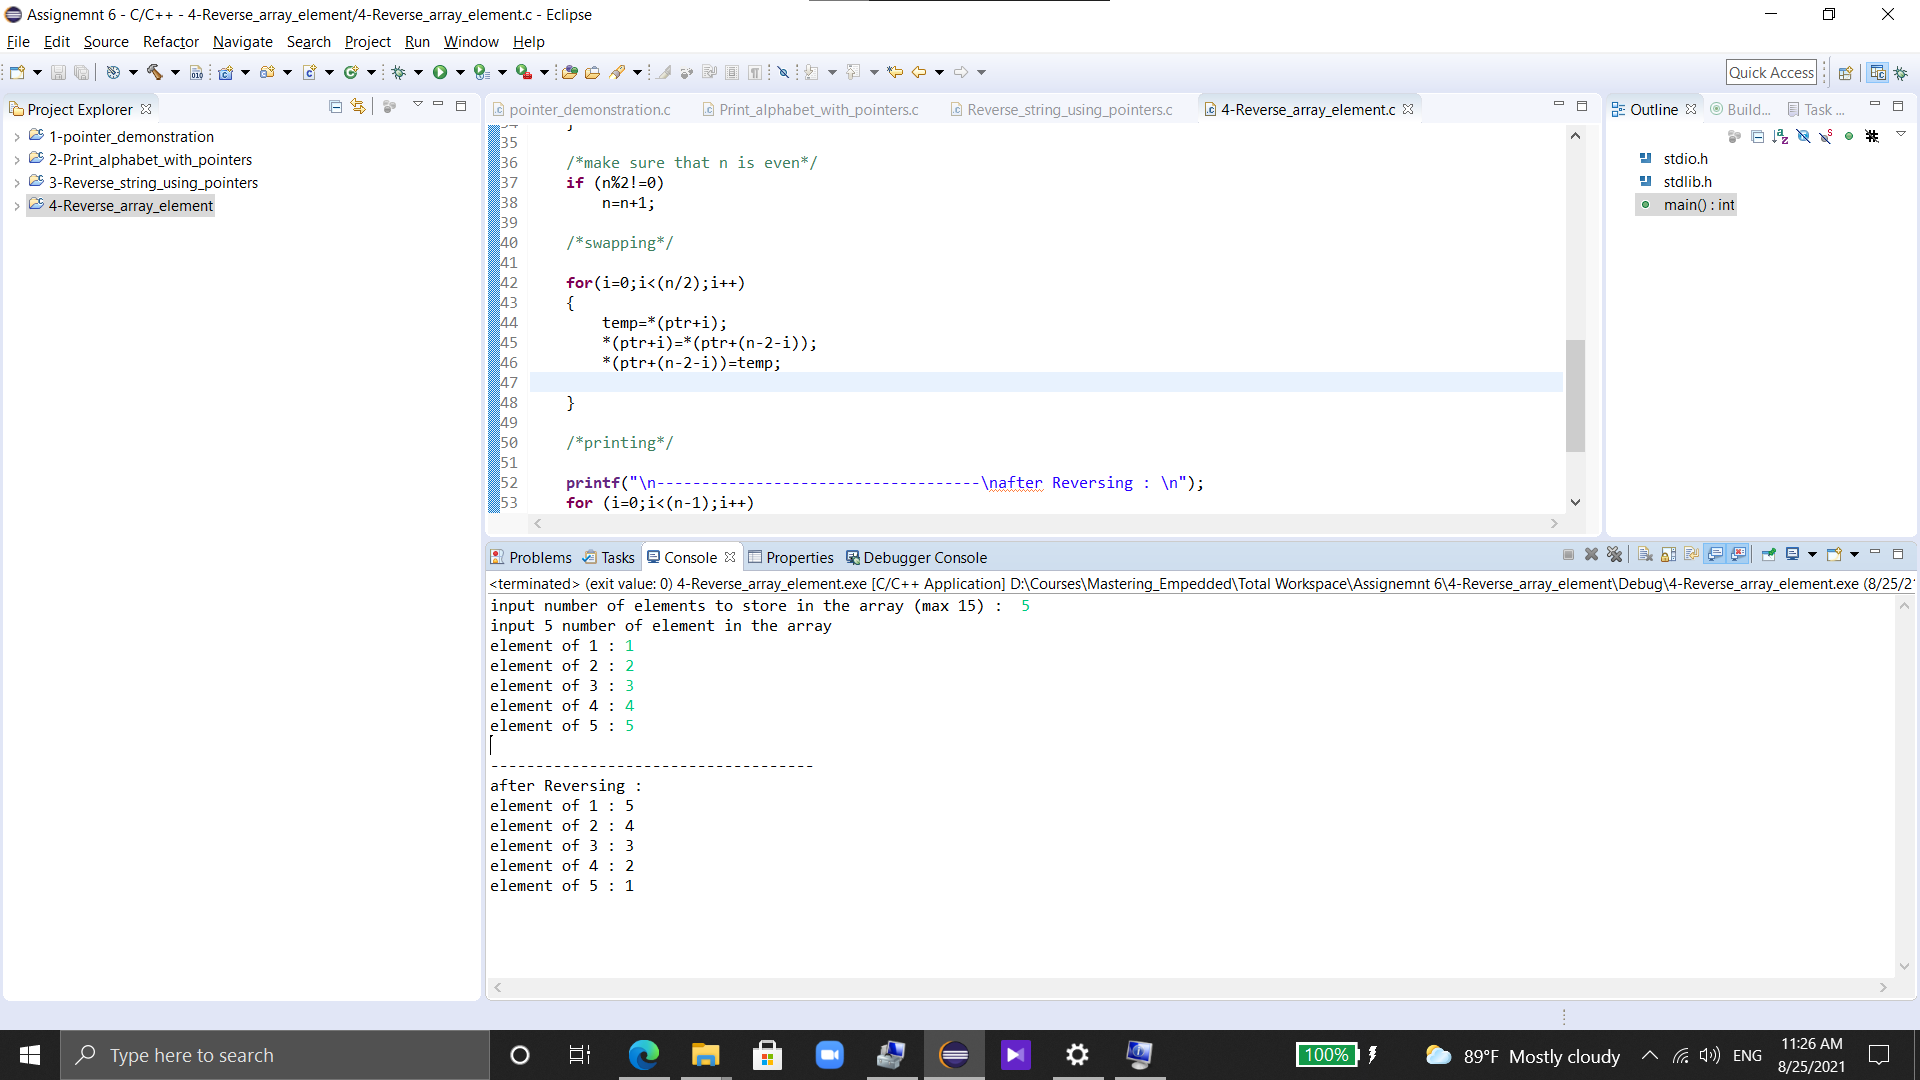 Assignemnt 6 - C/C++ - 4-Reverse_array_element/4-Reverse_array_element.c - Eclipse
File Edit Source Refactor Navigate Search Project Run Window Help
Quick Access
Project Explorer
1-pointer_demonstration
2-Print_alphabet_with_pointers
3-Reverse_string_using_pointers
4-Reverse_array_element
pointer_demonstration.c Print_alphabet_with_pointers.c Reverse_string_using_pointers.c 4-Reverse_array_element.c
34 }
35
36 /*make sure that n is even*/
37 if (n%2!=0)
38 n=n+1;
39
40 /*swapping*/
41
42 for(i=0;i<(n/2);i++)
43 {
44 temp=*(ptr+i);
45 *(ptr+i)=*(ptr+(n-2-i));
46 *(ptr+(n-2-i))=temp;
47
48 }
49
50 /*printing*/
51
52 printf("\n------------------------------------\nafter Reversing : \n");
53 for (i=0;i<(n-1);i++)
Outline Build... Task ...
stdio.h
stdlib.h
main() : int
Problems Tasks Console Properties Debugger Console
<terminated> (exit value: 0) 4-Reverse_array_element.exe [C/C++ Application] D:\Courses\Mastering_Empedded\Total Workspace\Assignemnt 6\4-Reverse_array_element\Debug\4-Reverse_array_element.exe (8/25/2
input number of elements to store in the array (max 15) : 5
input 5 number of element in the array
element of 1 : 1
element of 2 : 2
element of 3 : 3
element of 4 : 4
element of 5 : 5
------------------------------------
after Reversing :
element of 1 : 5
element of 2 : 4
element of 3 : 3
element of 4 : 2
element of 5 : 1
Type here to search
100%
89°F Mostly cloudy
ENG
11:26 AM
8/25/2021